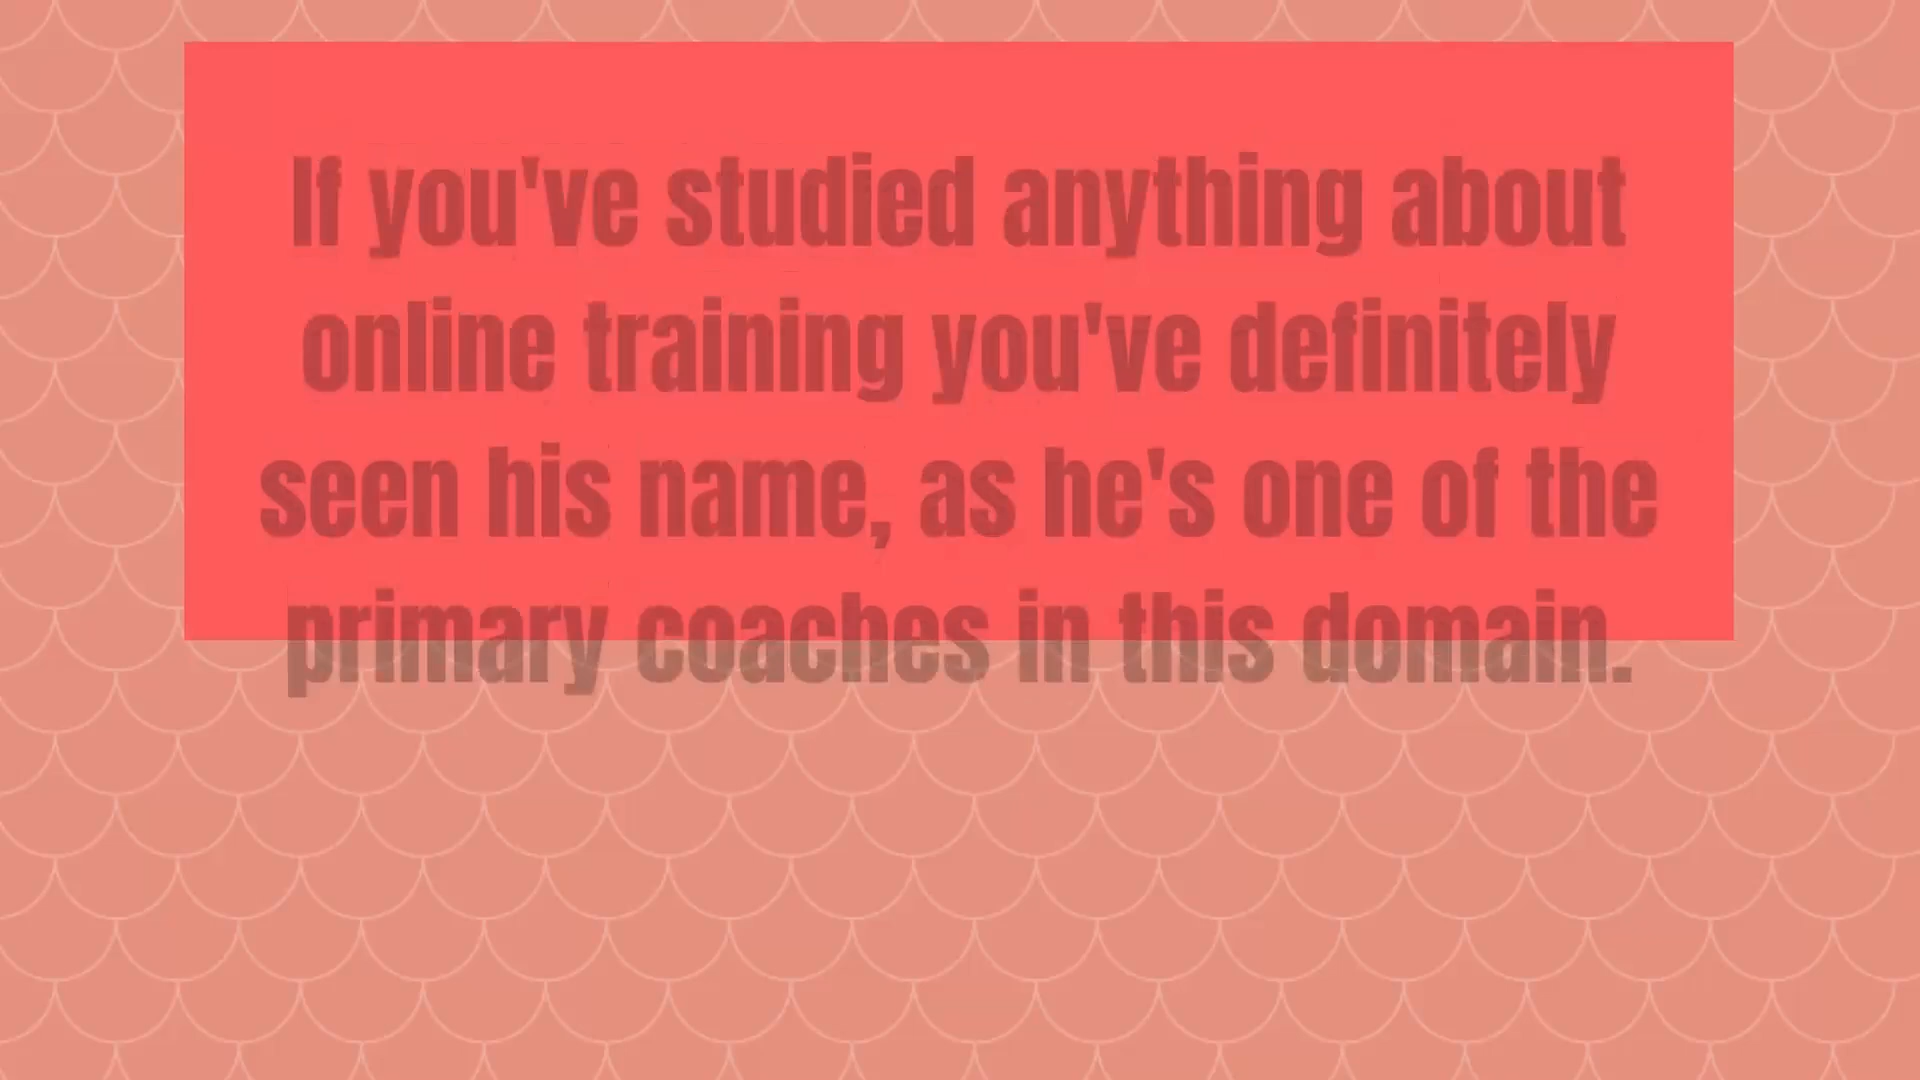 If you've studied anything about
online training you've definitely
seen his name, as he's one of the
primary coaches in this domain.